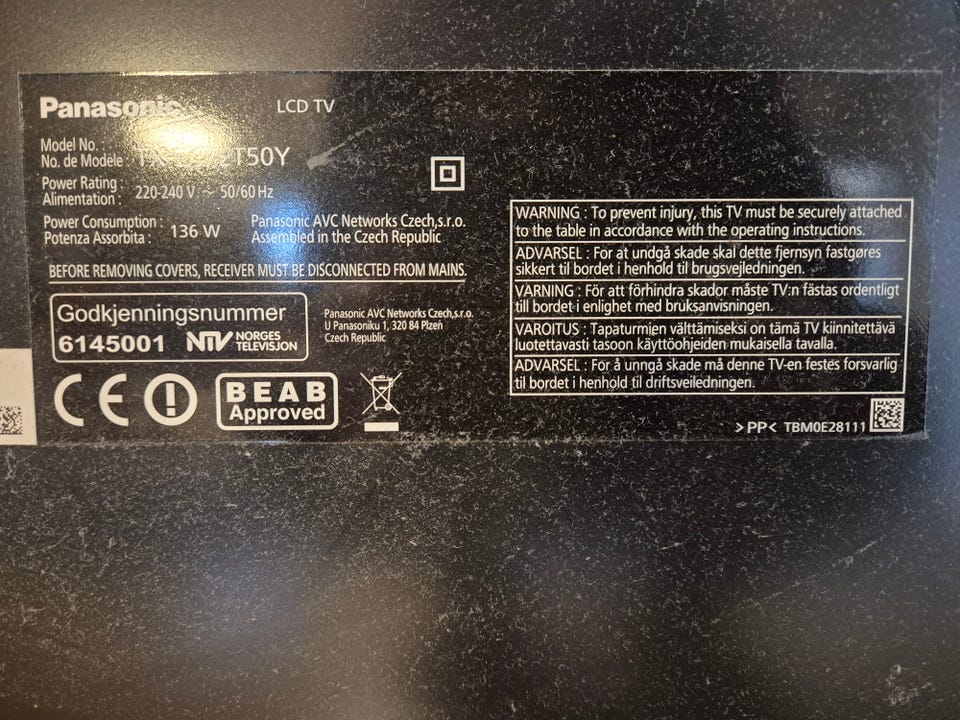 Panasonic
LCD TV
Model No. :
No. de Modèle :
T50Y
Power Rating :
Alimentation :
220-240 V ~ 50/60 Hz
Power Consumption :
Potenza Assorbita :
136 W
Panasonic AVC Networks Czech,s.r.o.
Assembled in the Czech Republic
BEFORE REMOVING COVERS, RECEIVER MUST BE DISCONNECTED FROM MAINS.
Godkjenningsnummer
6145001
NTV NORGES
TELEVISJON
Panasonic AVC Networks Czech,s.r.o.
U Panasoniku 1, 320 84 Plzeń
Czech Republic
CE
BEAB
Approved
WARNING : To prevent injury, this TV must be securely attached
to the table in accordance with the operating instructions.
ADVARSEL : For at undgå skade skal dette fjernsyn fastgøres
sikkert til bordet i henhold til brugsvejledningen.
VARNING : För att förhindra skador måste TV:n fästas ordentligt
till bordet i enlighet med bruksanvisningen.
VAROITUS : Tapaturmien välttämiseksi on tämä TV kiinnitettävä
luotettavasti tasoon käyttöohjeiden mukaisella tavalla.
ADVARSEL : For å unngå skade må denne TV-en festes forsvarlig
til bordet i henhold til driftsveiledningen.
>PP< TBM0E28111